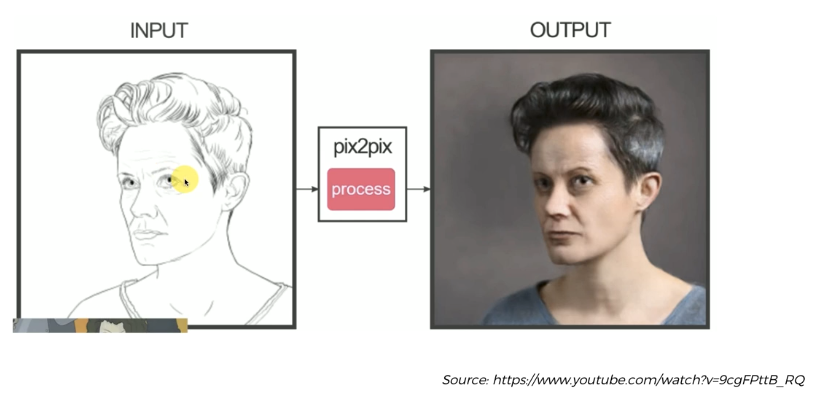 INPUT
OUTPUT
pix2pix
process
Source: https://www.youtube.com/watch?v=9cgFPttB_RQ